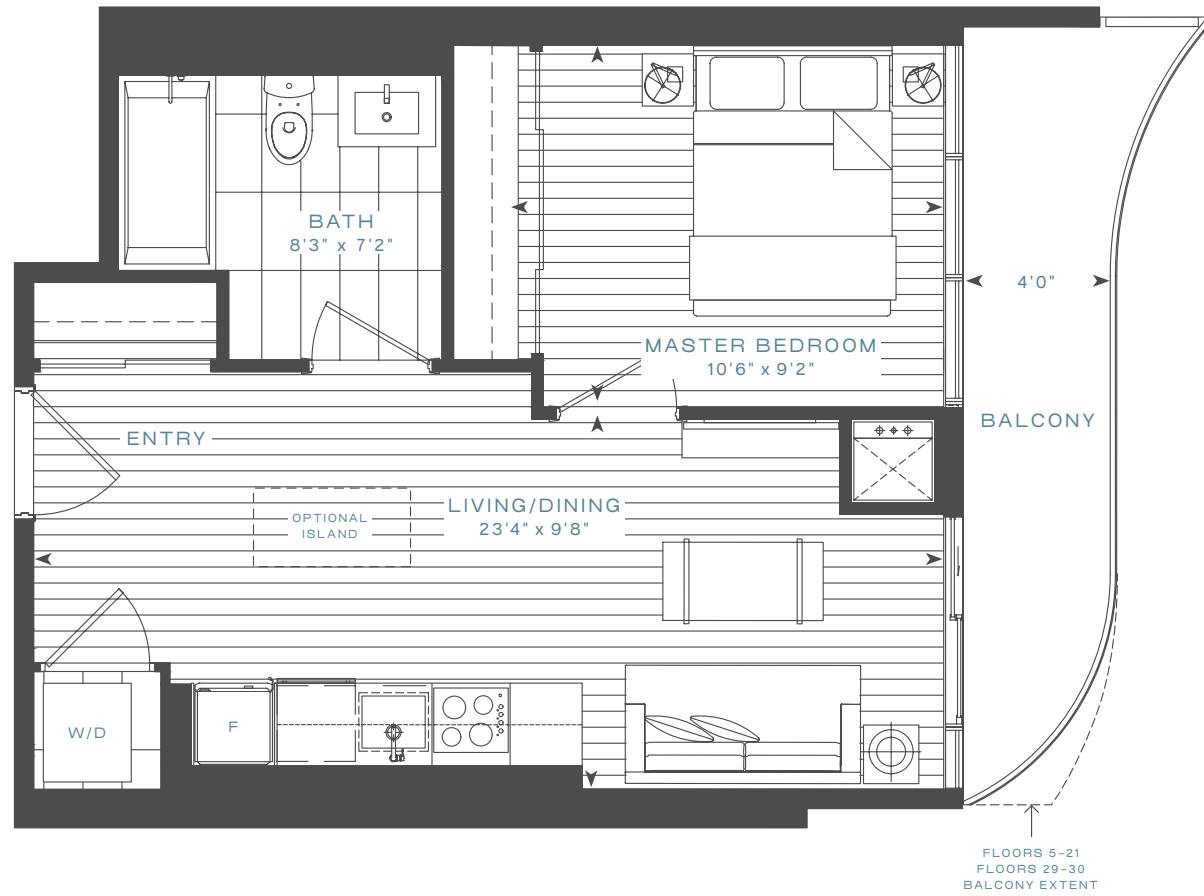 BATH
8'3" x 7'2"
4'0"
MASTER BEDROOM
10'6" x 9'2"
BALCONY
ENTRY
LIVING/DINING
23'4" x 9'8"
OPTIONAL
ISLAND
W/D
F
FLOORS 5-21
FLOORS 29-30
BALCONY EXTENT